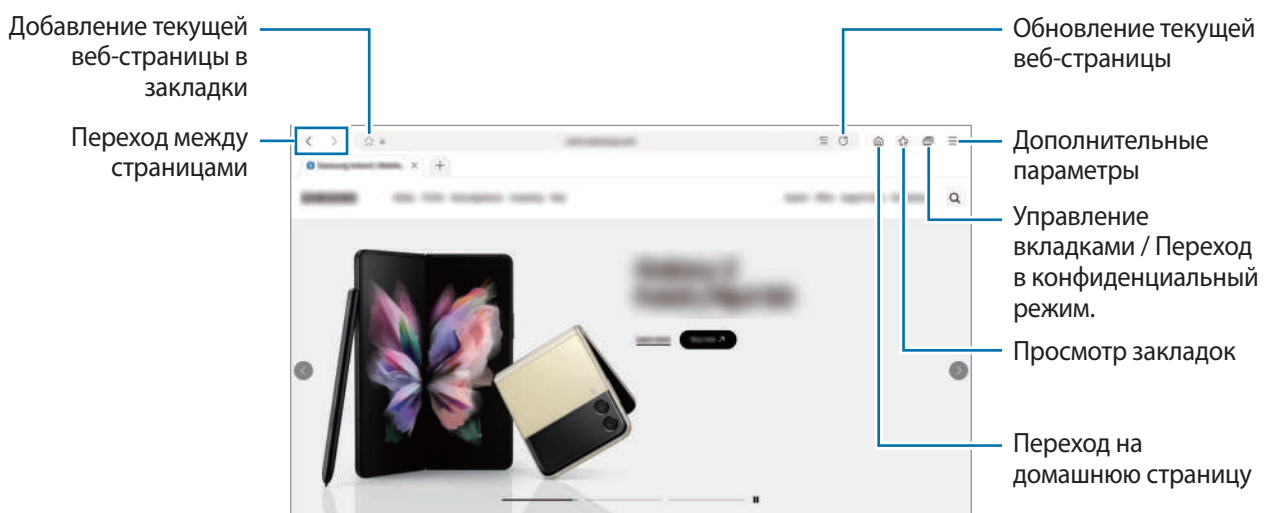 Добавление текущей
веб-страницы в
закладки
Переход между
страницами
Обновление текущей
веб-страницы
Дополнительные
параметры
Управление
вкладками / Переход
в конфиденциальный
режим.
Просмотр закладок
Переход на
домашнюю страницу